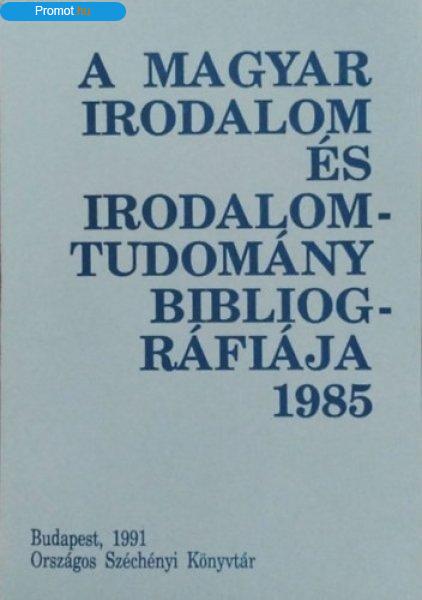 Promot.hu
A MAGYAR
IRODALOM
ÉS
IRODALOM-
TUDOMÁNY
BIBLIOG-
RÁFIÁJA
1985
Budapest, 1991
Országos Széchényi Könyvtár